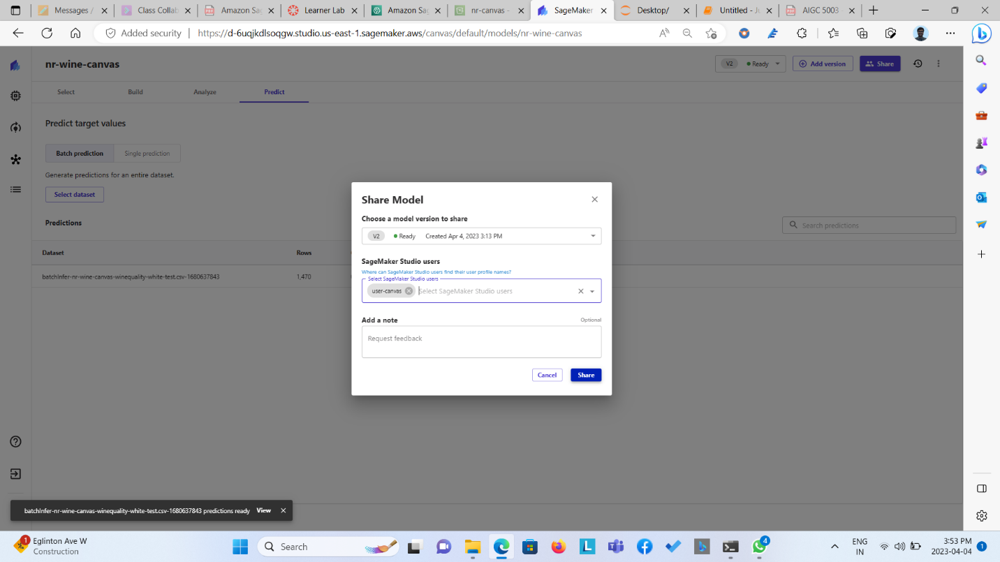 Messages /
Class Collab
Amazon Sag
Learner Lab
Amazon Sag
nr-canvas -
SageMaker
Desktop/
Untitled - Ju
AIGC 5003
Added security
https://d-6uqjkdlsoqgw.studio.us-east-1.sagemaker.aws/canvas/default/models/nr-wine-canvas
nr-wine-canvas
V2 Ready
Add version
Share
Select Build Analyze Predict
Predict target values
Batch prediction Single prediction
Generate predictions for an entire dataset.
Select dataset
Predictions
Search predictions
Dataset Rows
batchInfer-nr-wine-canvas-winequality-white-test.csv-1680637843 1,470
Share Model
Choose a model version to share
V2 Ready Created Apr 4, 2023 3:13 PM
SageMaker Studio users
Where can SageMaker Studio users find their user profile names?
Select SageMaker Studio users
user-canvas Select SageMaker Studio users
Add a note Optional
Request feedback
Cancel Share
batchInfer-nr-wine-canvas-winequality-white-test.csv-1680637843 predictions ready View
1
Eglinton Ave W
Construction
Search
4
ENG
IN
3:53 PM
2023-04-04
1